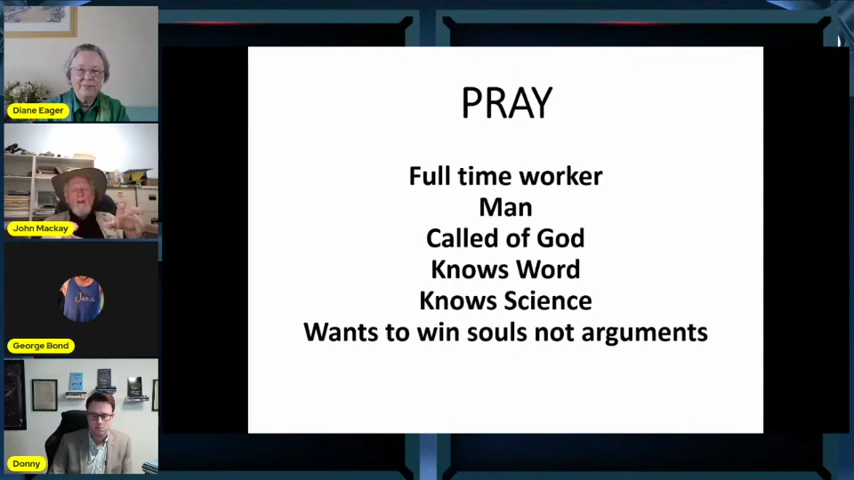 Diane Eager
John Mackay
George Bond
Donny
PRAY
Full time worker
Man
Called of God
Knows Word
Knows Science
Wants to win souls not arguments